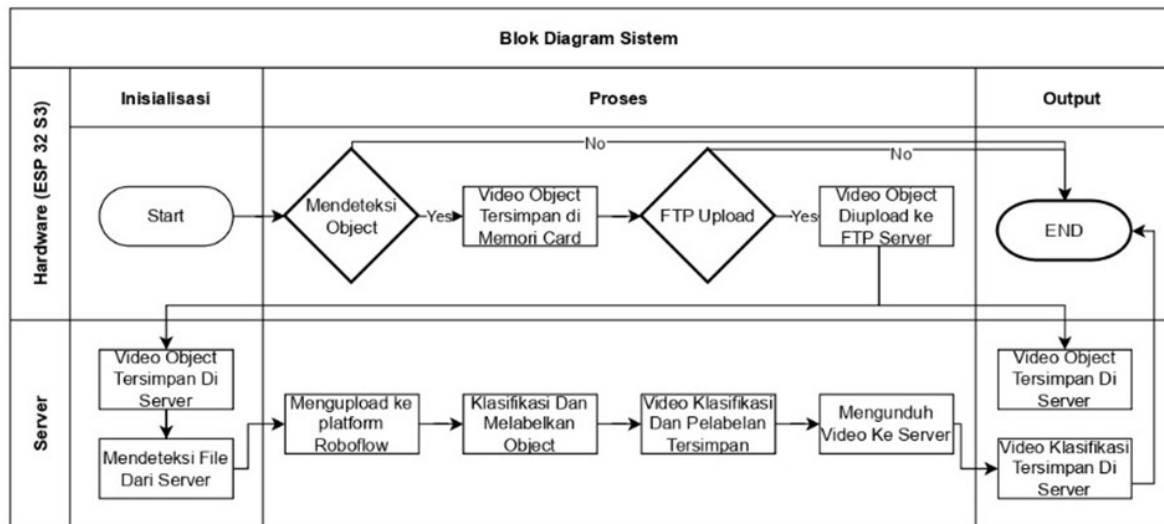 Blok Diagram Sistem
Inisialisasi
Proses
Output
Hardware (ESP 32 S3)
Start
Mendeteksi
Object
No
Yes
Video Object
Tersimpan di
Memori Card
FTP Upload
No
Yes
Video Object
Diupload ke
FTP Server
END
Server
Video Object
Tersimpan Di
Server
Mendeteksi File
Dari Server
Mengupload ke
platform
Roboflow
Klasifikasi Dan
Melabelkan
Object
Video Klasifikasi
Dan Pelabelan
Tersimpan
Mengunduh
Video Ke Server
Video Object
Tersimpan Di
Server
Video Klasifikasi
Tersimpan Di
Server